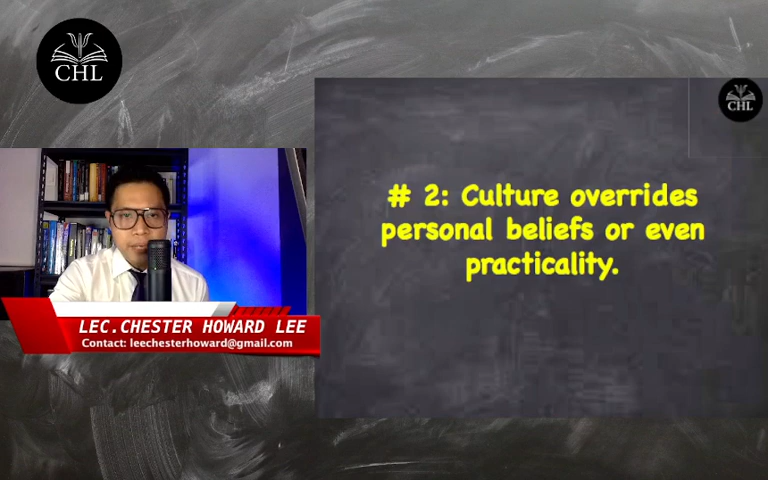 CHL
CHL
# 2: Culture overrides
personal beliefs or even
practicality.
LEC.CHESTER HOWARD LEE
Contact: leechesterhoward@gmail.com